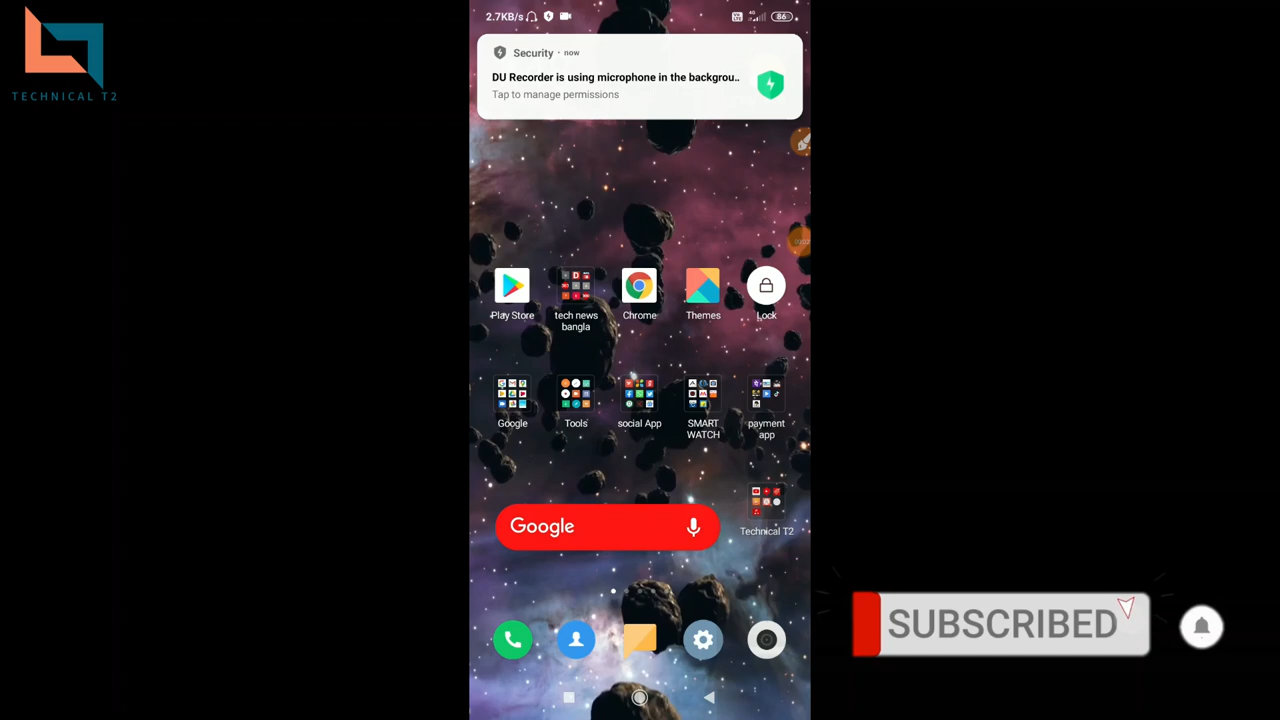 TECHNICAL T2
2.7KB/s
4G
86
Security · now
DU Recorder is using microphone in the backgrou..
Tap to manage permissions
Play Store
tech news
bangla
Chrome
Themes
Lock
Google
Tools
social App
SMART
WATCH
payment
app
Google
Technical T2
SUBSCRIBED